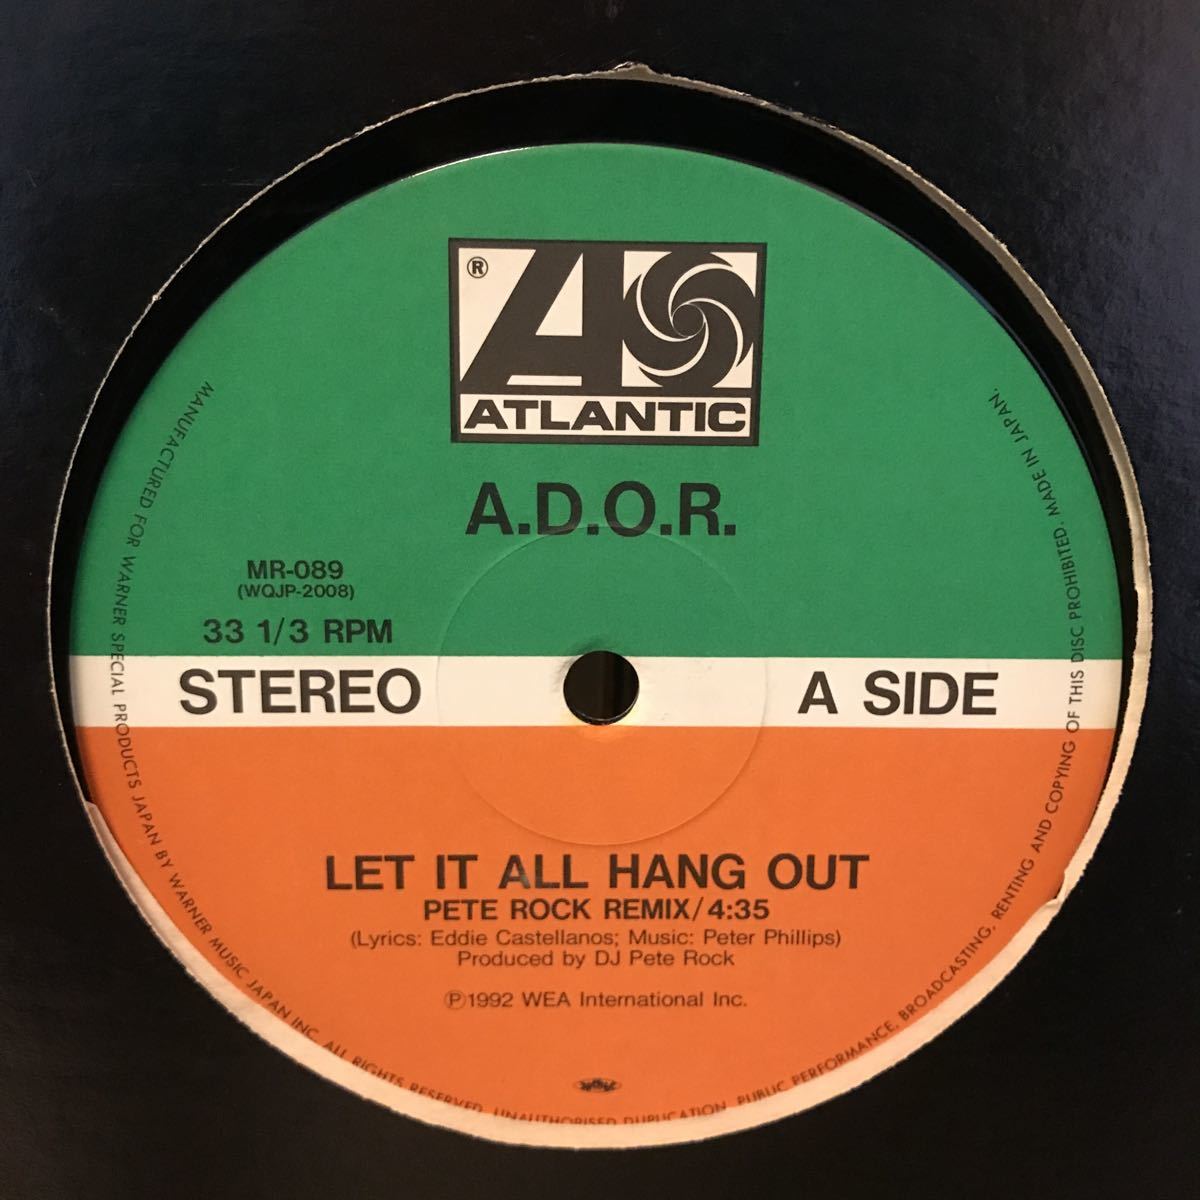 ®
ATLANTIC
A.D.O.R.
MR-089
(WQJP-2008)
33 1/3 RPM
STEREO
A SIDE
LET IT ALL HANG OUT
PETE ROCK REMIX/4:35
(Lyrics: Eddie Castellanos; Music: Peter Phillips)
Produced by DJ Pete Rock
Ⓟ1992 WEA International Inc.
MANUFACTURED FOR WARNER SPECIAL PRODUCTS JAPAN BY WARNER MUSIC JAPAN INC. ALL RIGHTS RESERVED. UNAUTHORISED DUPLICATION, PUBLIC PERFORMANCE, BROADCASTING, RENTING AND COPYING OF THIS DISC PROHIBITED. MADE IN JAPAN.